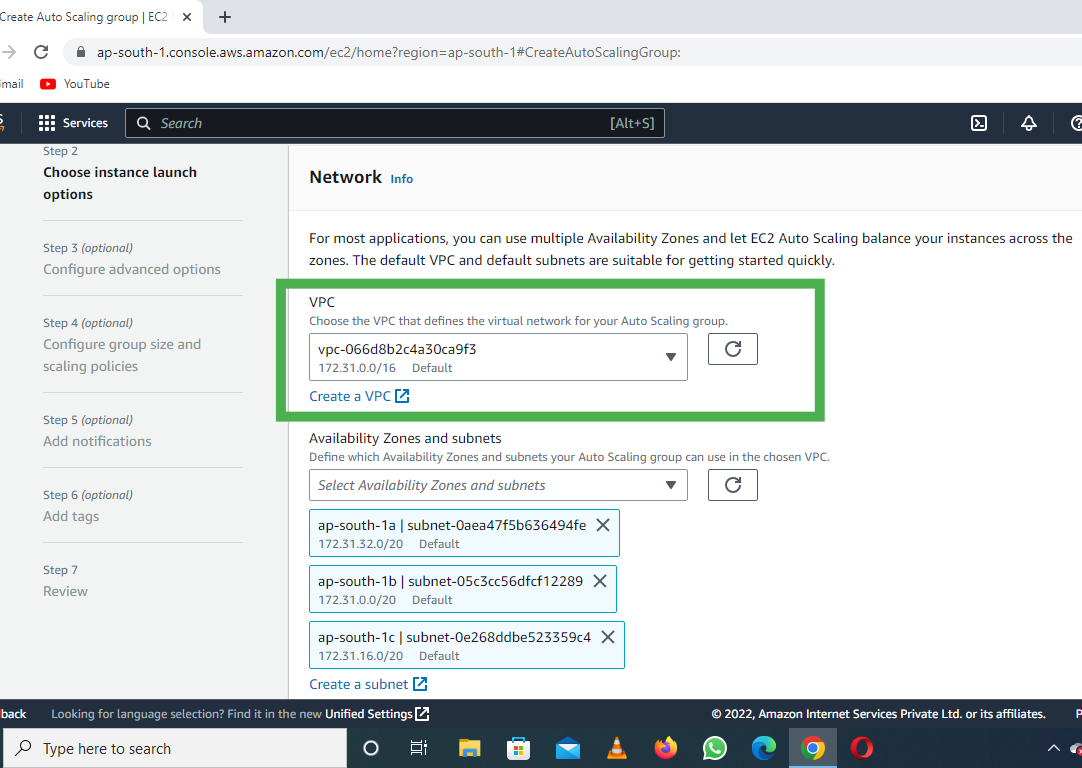 Create Auto Scaling group | EC2
ap-south-1.console.aws.amazon.com/ec2/home?region=ap-south-1#CreateAutoScalingGroup:
mail
YouTube
Services
Search
[Alt+S]
Step 2
Choose instance launch
options
Step 3 (optional)
Configure advanced options
Step 4 (optional)
Configure group size and
scaling policies
Step 5 (optional)
Add notifications
Step 6 (optional)
Add tags
Step 7
Review
Network Info
For most applications, you can use multiple Availability Zones and let EC2 Auto Scaling balance your instances across the
zones. The default VPC and default subnets are suitable for getting started quickly.
VPC
Choose the VPC that defines the virtual network for your Auto Scaling group.
vpc-066d8b2c4a30ca9f3
172.31.0.0/16 Default
Create a VPC
Availability Zones and subnets
Define which Availability Zones and subnets your Auto Scaling group can use in the chosen VPC.
Select Availability Zones and subnets
ap-south-1a | subnet-0aea47f5b636494fe
172.31.32.0/20 Default
ap-south-1b | subnet-05c3cc56dfcf12289
172.31.0.0/20 Default
ap-south-1c | subnet-0e268ddbe523359c4
172.31.16.0/20 Default
Create a subnet
back Looking for language selection? Find it in the new Unified Settings © 2022, Amazon Internet Services Private Ltd. or its affiliates. P
Type here to search